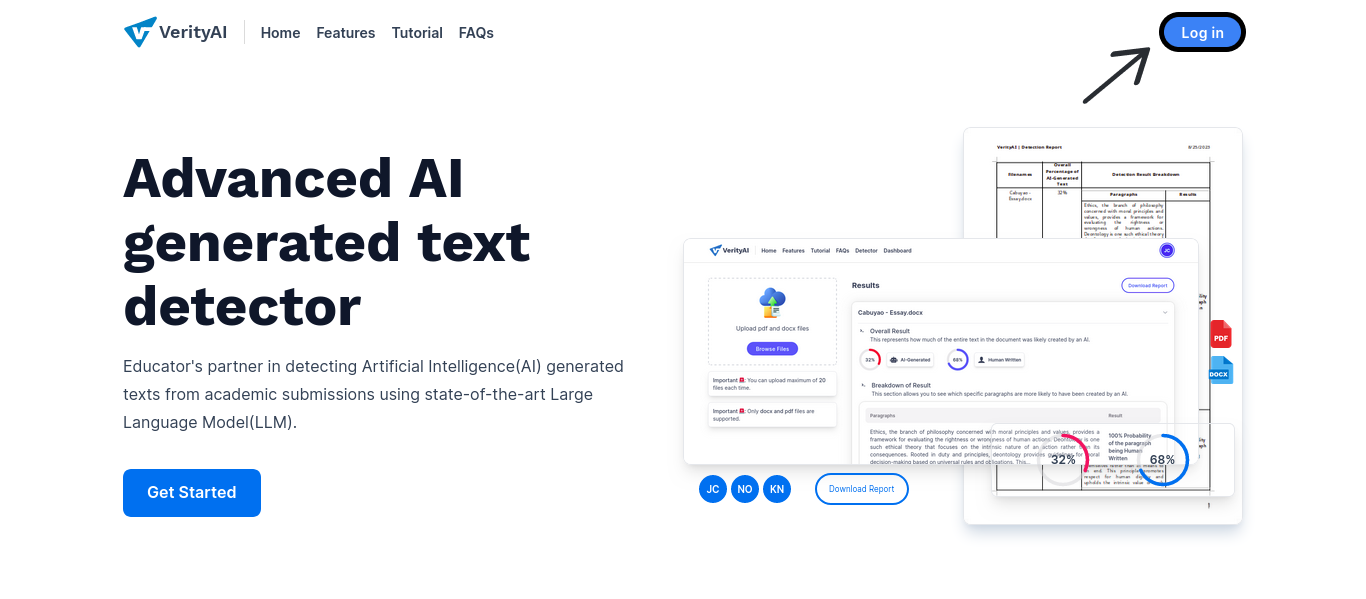 VerityAI
Home Features Tutorial FAQs
Log in
Advanced AI
generated text
detector
Educator's partner in detecting Artificial Intelligence(AI) generated
texts from academic submissions using state-of-the-art Large
Language Model(LLM).
Get Started
VerityAI | Detection Report 8/25/2023
Filenames
Overall
Percentage of
AI-Generated
Text
Detection Result Breakdown
Paragraphs Results
Cabuyao -
Essay.docx
32%
Ethics, the branch of philosophy
concerned with moral principles and
values, provides a framework for
evaluating the rightness or
wrongness of human actions.
Deontology is one such ethical theory
VerityAI
Home Features Tutorial FAQs Detector Dashboard
JC
Upload pdf and docx files
Browse Files
Important : You can upload maximum of 20
files each time.
Important : Only docx and pdf files are
supported.
Results
Download Report
Cabuyao - Essay.docx
Overall Result
This represents how much of the entire text in the document was likely created by an AI.
32% AI-Generated 68% Human Written
Breakdown of Result
This section allows you to see which specific paragraphs are more likely to have been created by an AI.
Paragraphs Result
Ethics, the branch of philosophy concerned with moral principles and values, provides a
framework for evaluating the rightness or wrongness of human actions. Deontology is one
such ethical theory that focuses on the intrinsic nature of an action rather than its
consequences. Rooted in duty and principles, deontology provides guidelines for moral
decision-making based on universal rules and obligations. This...
100% Probability
of the paragraph
being Human
Written
PDF
DOCX
32%
68%
JC NO KN
Download Report